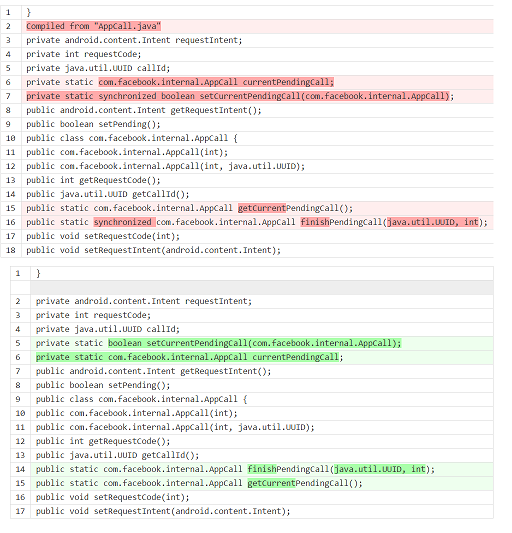 1 }
2 Compiled from "AppCall.java"
3 private android.content.Intent requestIntent;
4 private int requestCode;
5 private java.util.UUID callId;
6 private static com.facebook.internal.AppCall currentPendingCall;
7 private static synchronized boolean setCurrentPendingCall(com.facebook.internal.AppCall);
8 public android.content.Intent getRequestIntent();
9 public boolean setPending();
10 public class com.facebook.internal.AppCall {
11 public com.facebook.internal.AppCall(int);
12 public com.facebook.internal.AppCall(int, java.util.UUID);
13 public int getRequestCode();
14 public java.util.UUID getCallId();
15 public static com.facebook.internal.AppCall getCurrentPendingCall();
16 public static synchronized com.facebook.internal.AppCall finishPendingCall(java.util.UUID, int);
17 public void setRequestCode(int);
18 public void setRequestIntent(android.content.Intent);
1 }
2 private android.content.Intent requestIntent;
3 private int requestCode;
4 private java.util.UUID callId;
5 private static boolean setCurrentPendingCall(com.facebook.internal.AppCall);
6 private static com.facebook.internal.AppCall currentPendingCall;
7 public android.content.Intent getRequestIntent();
8 public boolean setPending();
9 public class com.facebook.internal.AppCall {
10 public com.facebook.internal.AppCall(int);
11 public com.facebook.internal.AppCall(int, java.util.UUID);
12 public int getRequestCode();
13 public java.util.UUID getCallId();
14 public static com.facebook.internal.AppCall finishPendingCall(java.util.UUID, int);
15 public static com.facebook.internal.AppCall getCurrentPendingCall();
16 public void setRequestCode(int);
17 public void setRequestIntent(android.content.Intent);